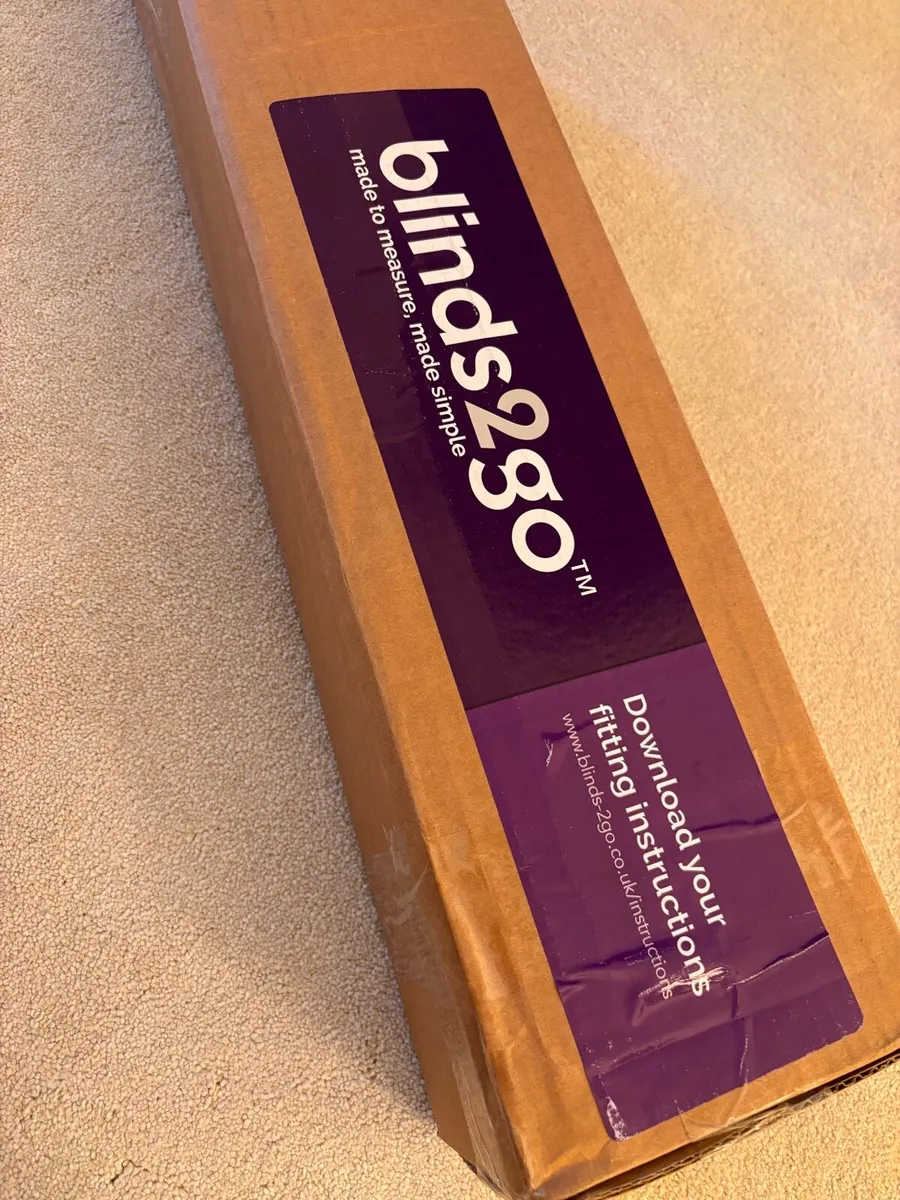 blinds2go™
made to measure, made simple
Download your
fitting instructions
www.blinds-2go.co.uk/instructions